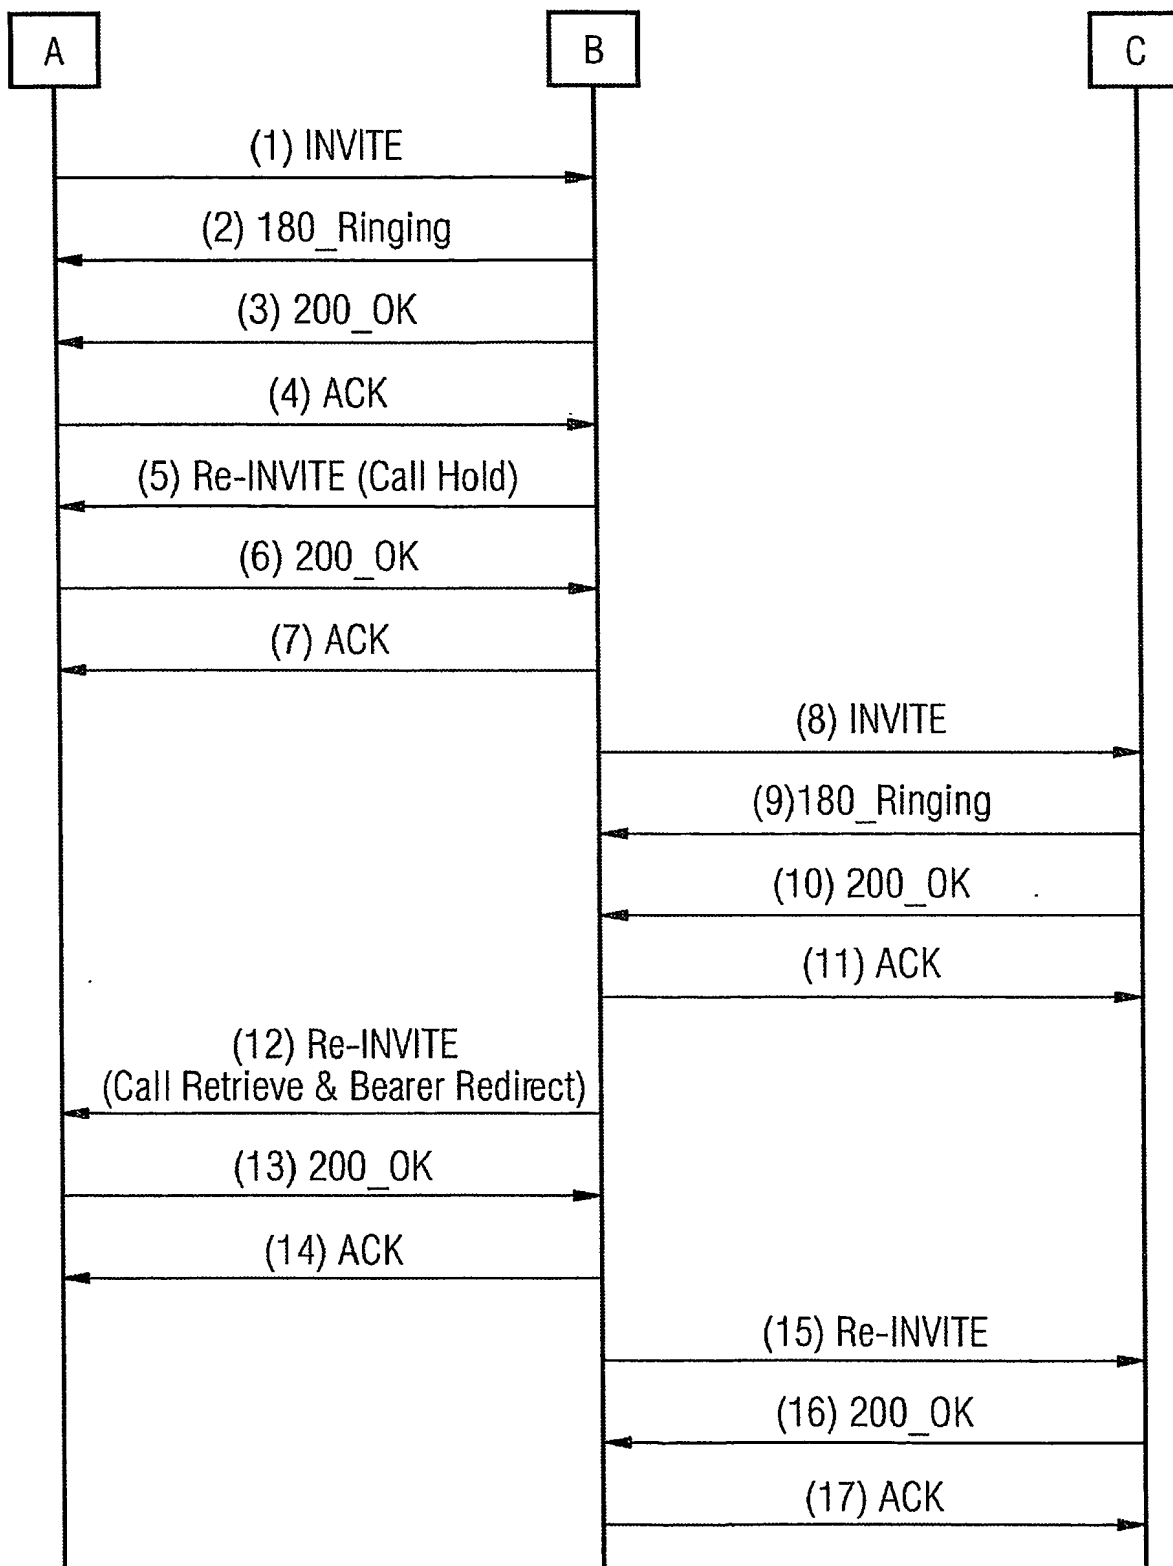 A
B
C
(1) INVITE
(2) 180_Ringing
(3) 200_OK
(4) ACK
(5) Re-INVITE (Call Hold)
(6) 200_OK
(7) ACK
(8) INVITE
(9)180_Ringing
(10) 200_OK
(11) ACK
(12) Re-INVITE
(Call Retrieve & Bearer Redirect)
(13) 200_OK
(14) ACK
(15) Re-INVITE
(16) 200_OK
(17) ACK